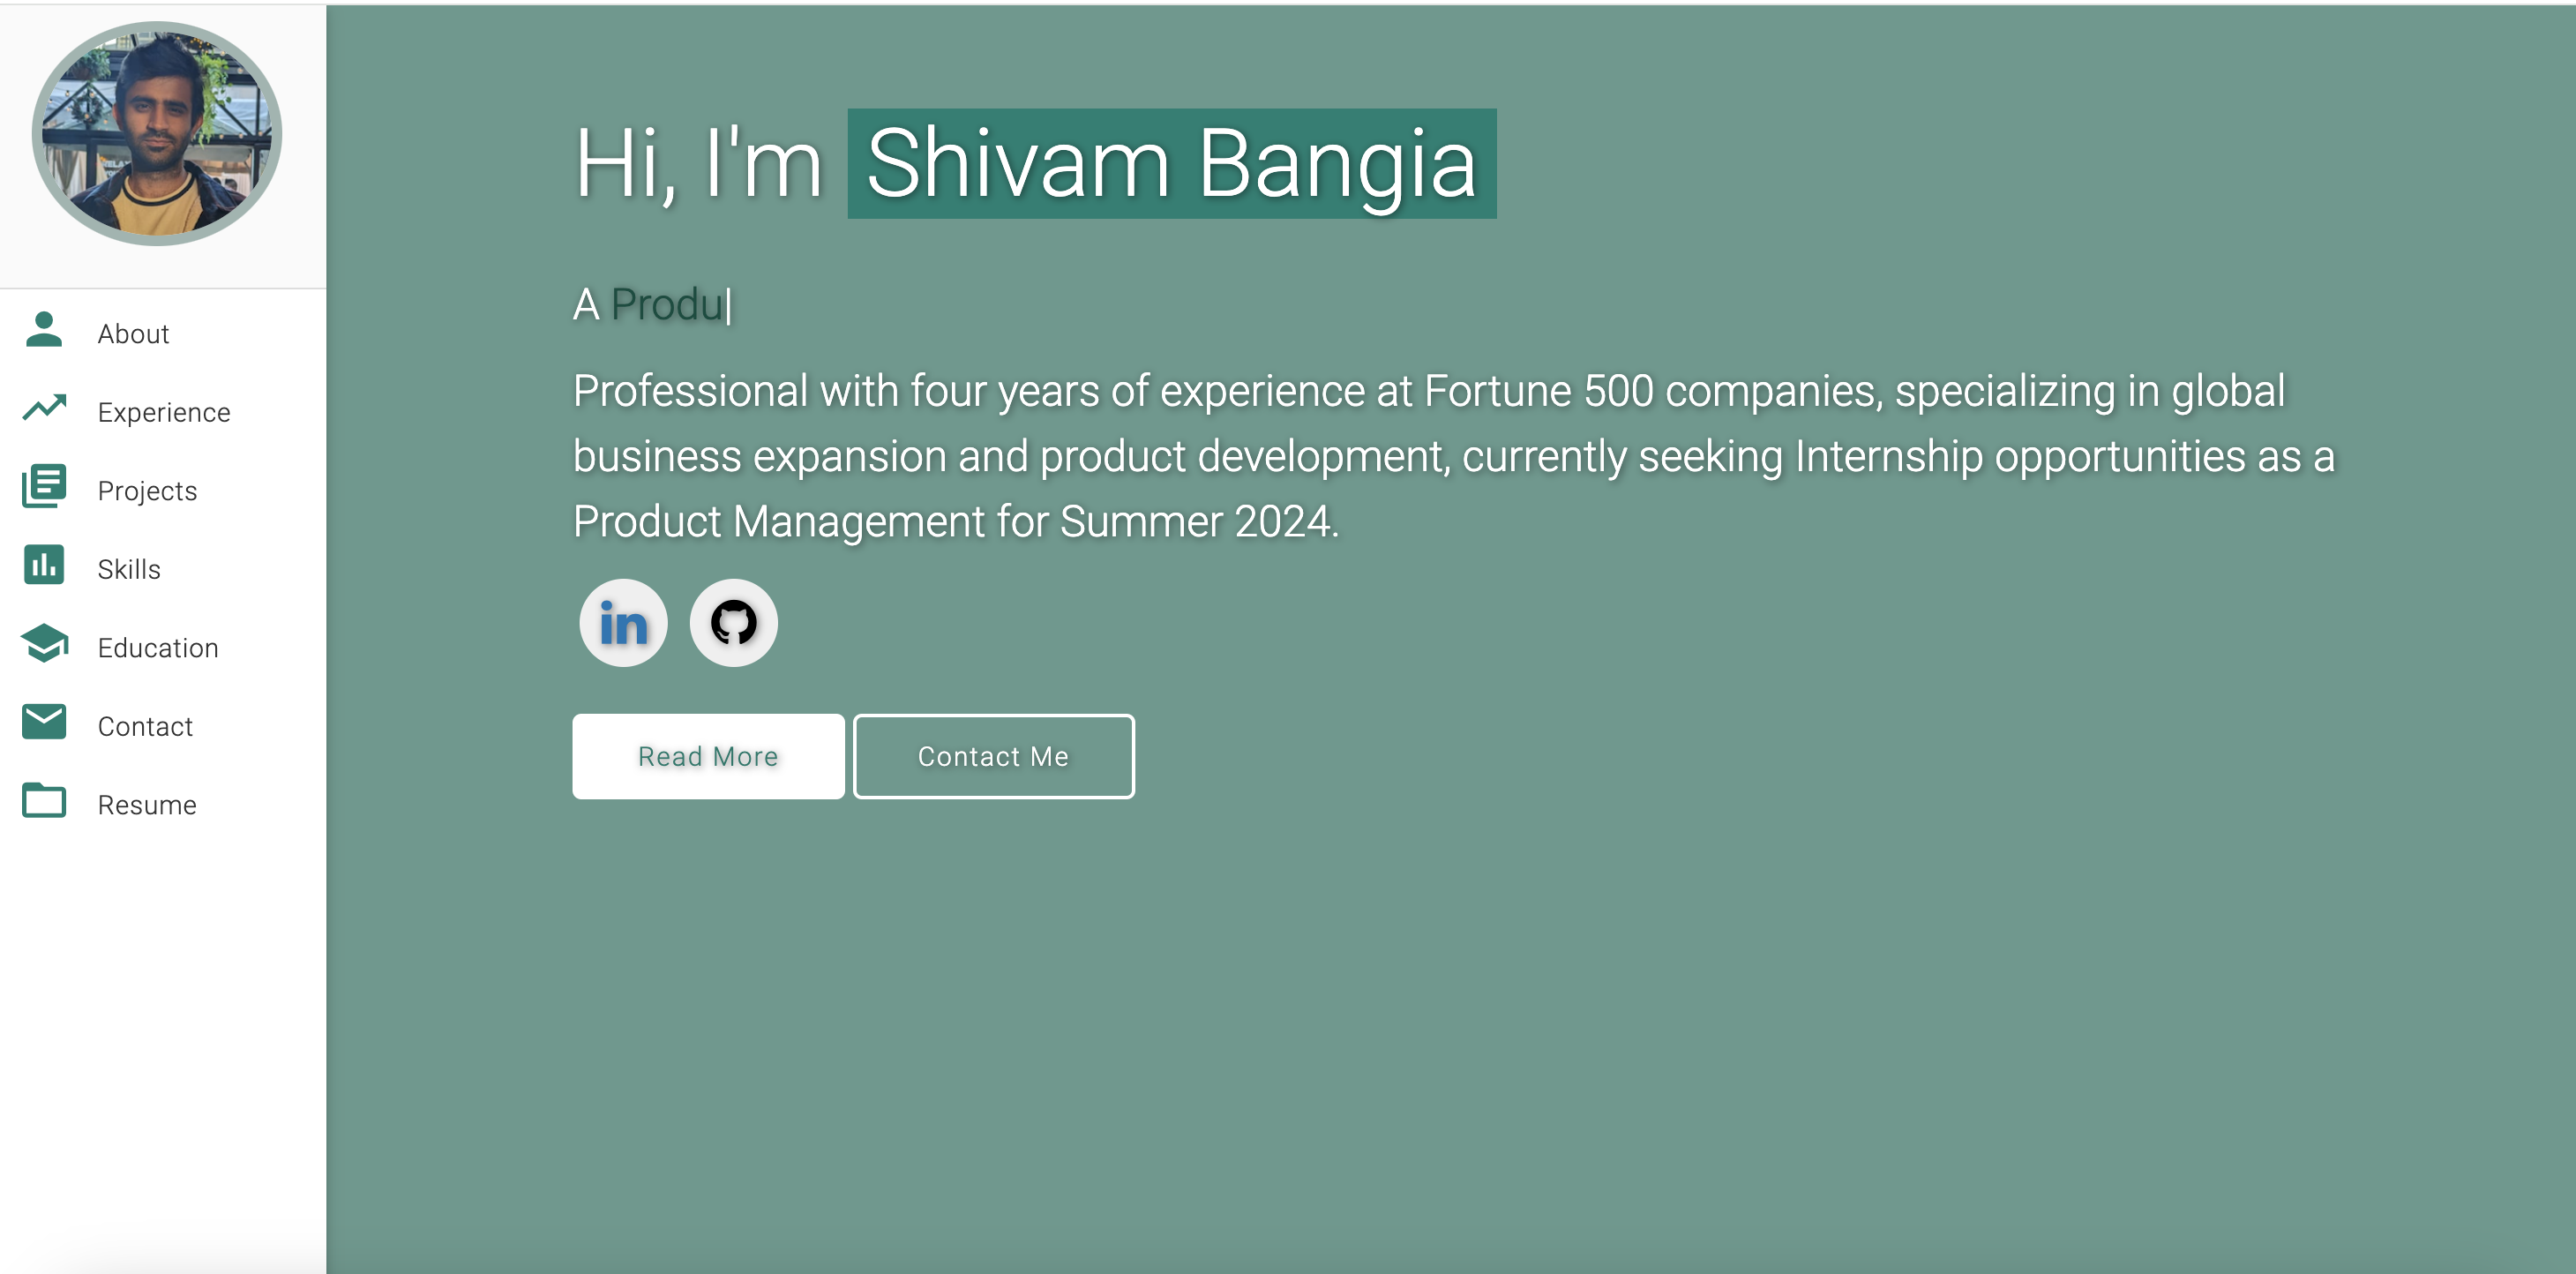 About
Experience
Projects
Skills
Education
Contact
Resume
Hi, I'm Shivam Bangia
A Produ|
Professional with four years of experience at Fortune 500 companies, specializing in global
business expansion and product development, currently seeking Internship opportunities as a
Product Management for Summer 2024.
in
Read More
Contact Me